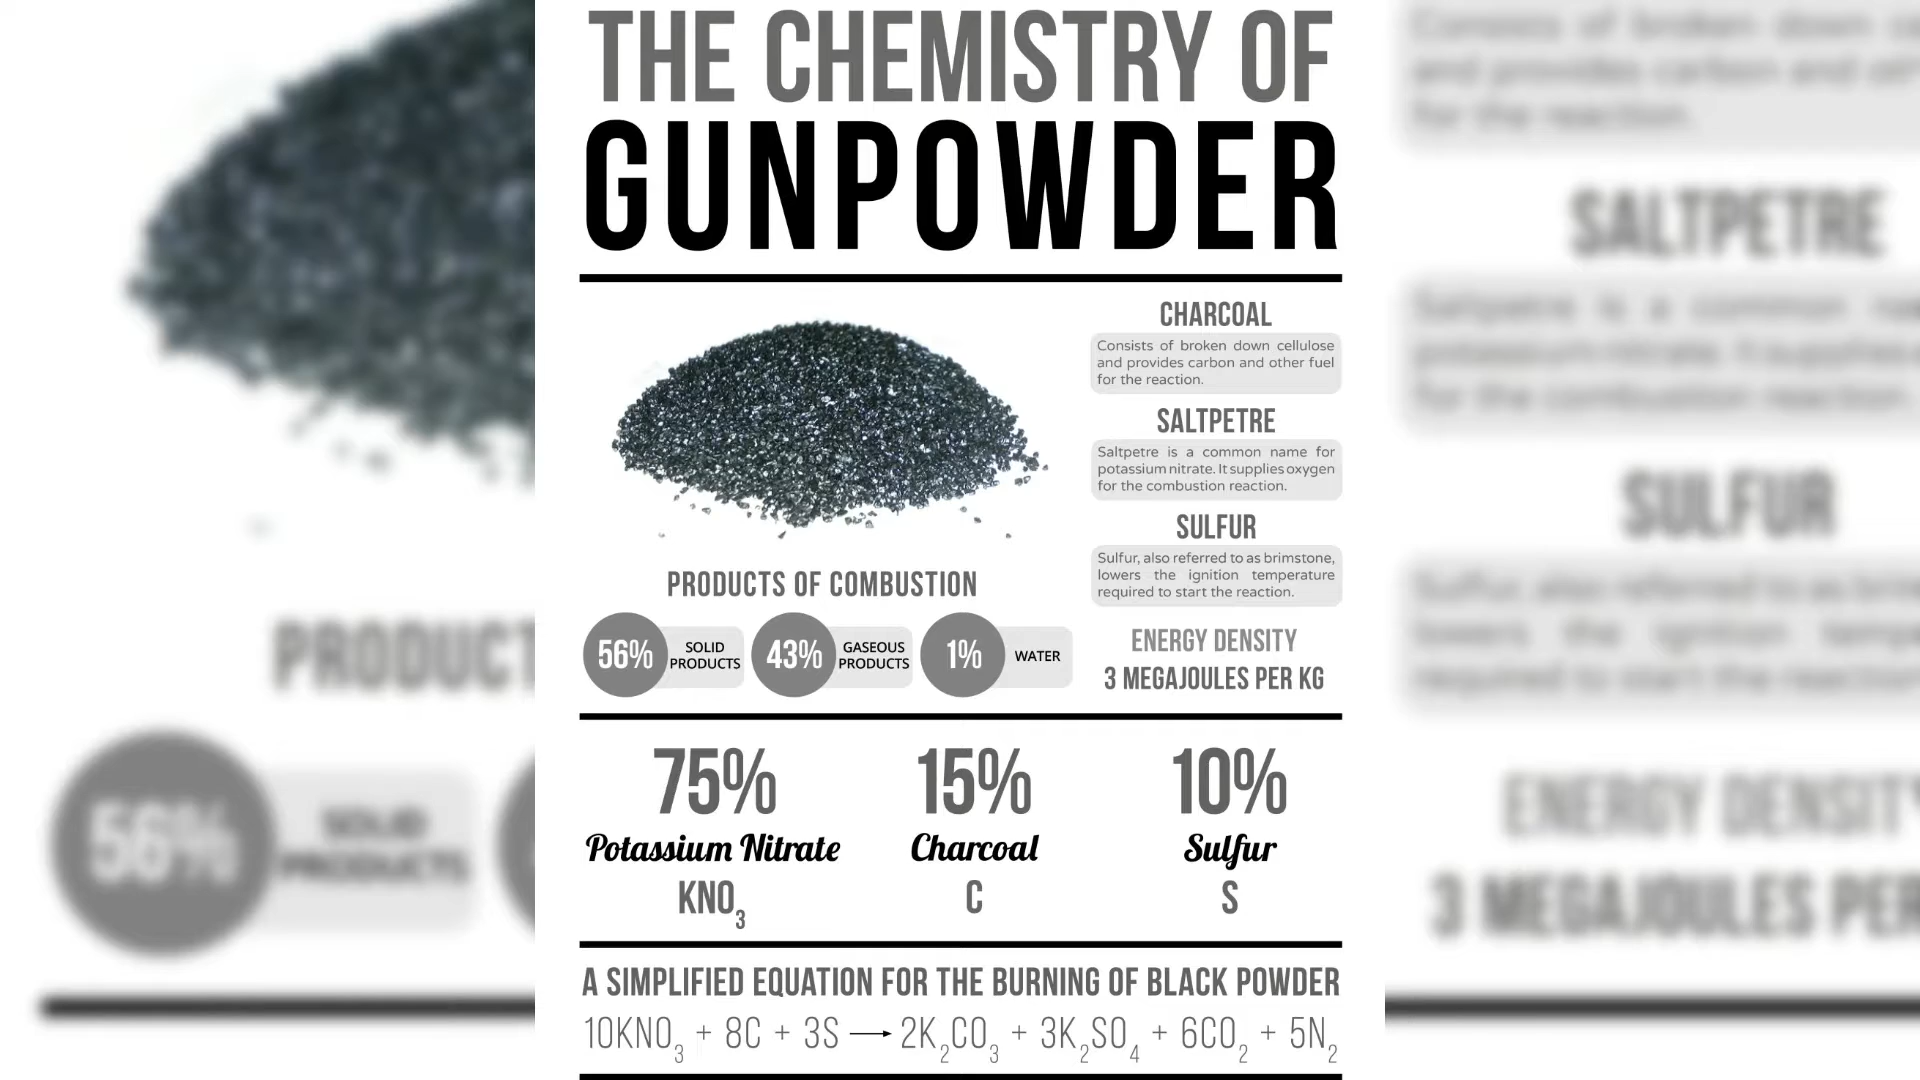 THE CHEMISTRY OF
GUNPOWDER
CHARCOAL
Consists of broken down cellulose
and provides carbon and other fuel
for the reaction.
SALTPETRE
Saltpetre is a common name for
potassium nitrate. It supplies oxygen
for the combustion reaction.
SULFUR
Sulfur, also referred to as brimstone,
lowers the ignition temperature
required to start the reaction.
PRODUCTS OF COMBUSTION
56% SOLID PRODUCTS
43% GASEOUS PRODUCTS
1% WATER
ENERGY DENSITY
3 MEGAJOULES PER KG
75% 15% 10%
Potassium Nitrate Charcoal Sulfur
KNO₃ C S
A SIMPLIFIED EQUATION FOR THE BURNING OF BLACK POWDER
10KNO₃ + 8C + 3S ⟶ 2K₂CO₃ + 3K₂SO₄ + 6CO₂ + 5N₂